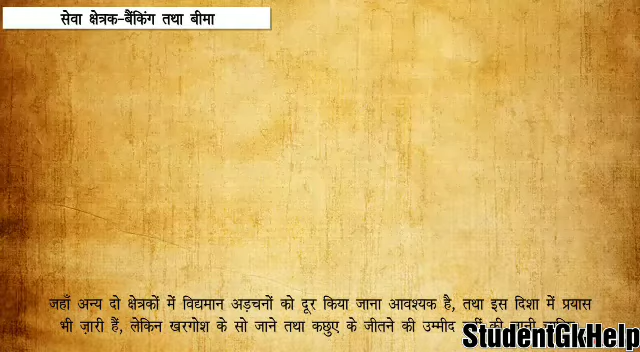 सेवा क्षेत्रक-बैंकिंग तथा बीमा
जहाँ अन्य दो क्षेत्रकों में विद्यमान अड़चनों को दूर किया जाना आवश्यक है, तथा इस दिशा में प्रयास
भी ज़ारी हैं, लेकिन खरगोश के सो जाने तथा कछुए के जीतने की उम्मीद
StudentGkHelp